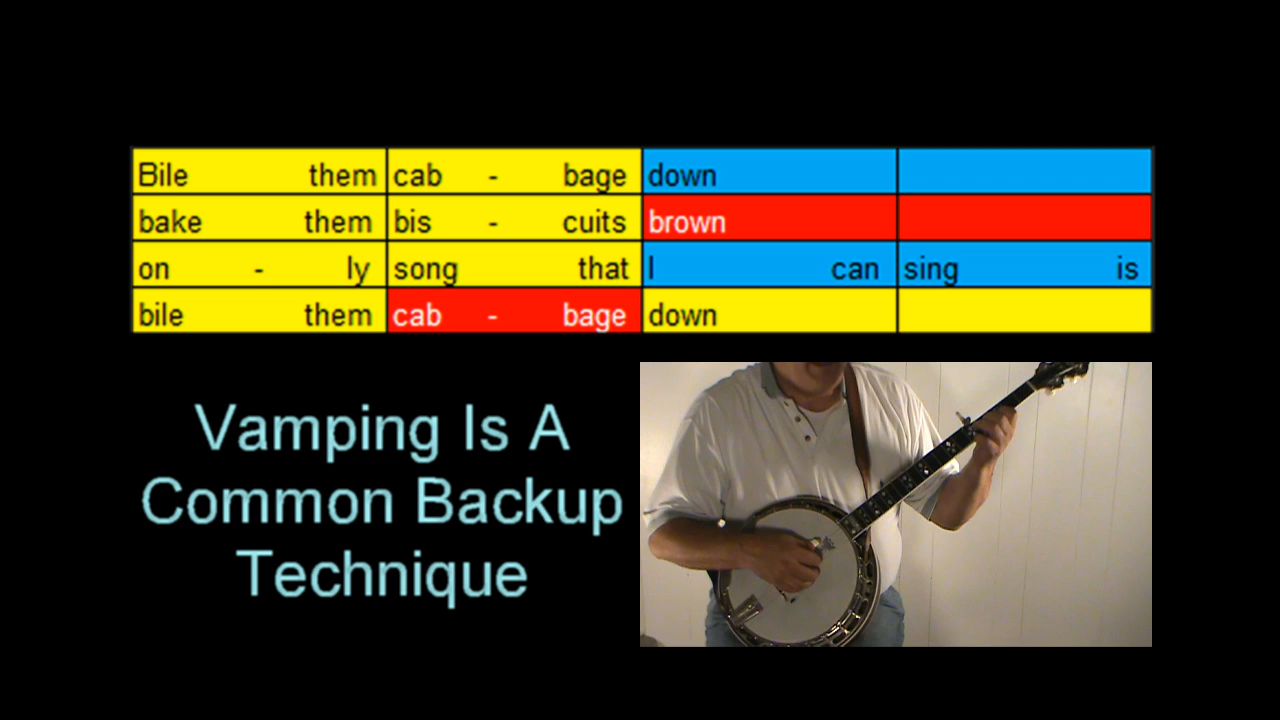 Bile them cab - bage down
bake them bis - cuits brown
on - ly song that I can sing is
bile them cab - bage down
Vamping Is A
Common Backup
Technique